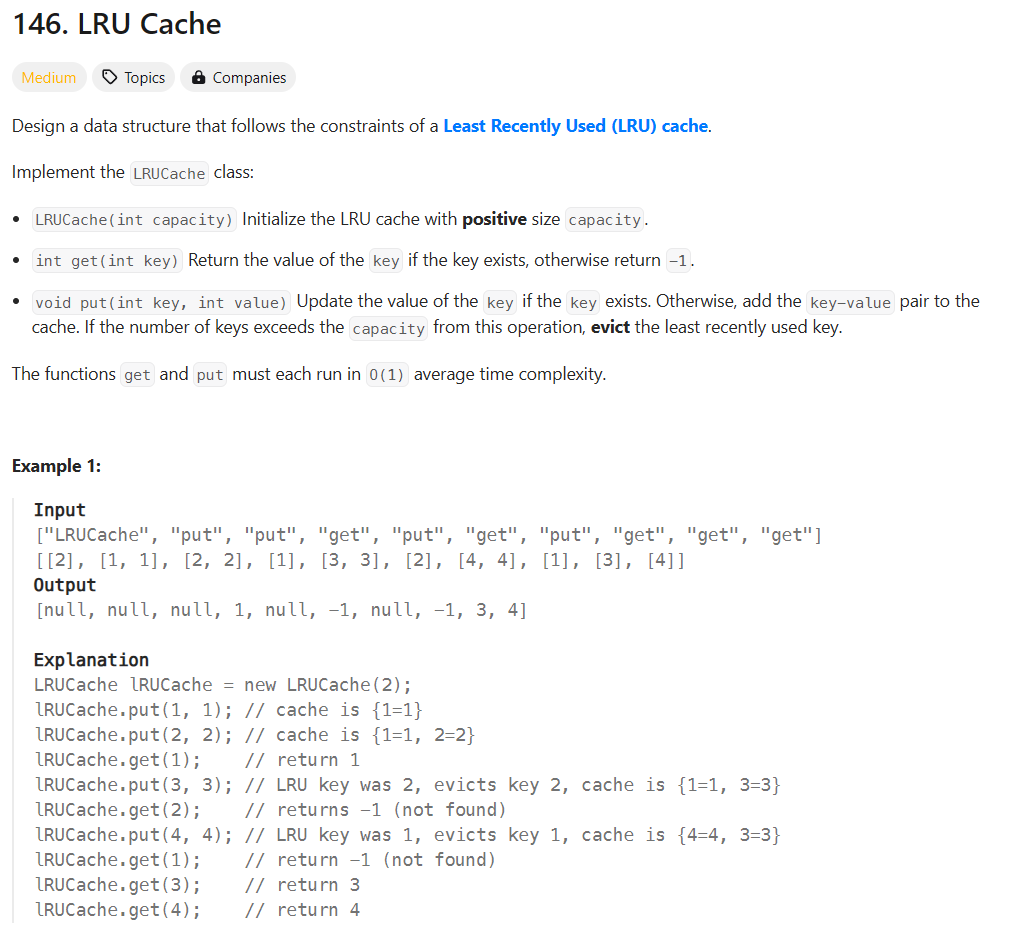 146. LRU Cache
Medium Topics Companies
Design a data structure that follows the constraints of a Least Recently Used (LRU) cache.
Implement the LRUCache class:
• LRUCache(int capacity) Initialize the LRU cache with positive size capacity.
• int get(int key) Return the value of the key if the key exists, otherwise return -1.
• void put(int key, int value) Update the value of the key if the key exists. Otherwise, add the key-value pair to the
cache. If the number of keys exceeds the capacity from this operation, evict the least recently used key.
The functions get and put must each run in O(1) average time complexity.
Example 1:
Input
["LRUCache", "put", "put", "get", "put", "get", "put", "get", "get", "get"]
[[2], [1, 1], [2, 2], [1], [3, 3], [2], [4, 4], [1], [3], [4]]
Output
[null, null, null, 1, null, -1, null, -1, 3, 4]
Explanation
LRUCache lRUCache = new LRUCache(2);
lRUCache.put(1, 1); // cache is {1=1}
lRUCache.put(2, 2); // cache is {1=1, 2=2}
lRUCache.get(1);    // return 1
lRUCache.put(3, 3); // LRU key was 2, evicts key 2, cache is {1=1, 3=3}
lRUCache.get(2);    // returns -1 (not found)
lRUCache.put(4, 4); // LRU key was 1, evicts key 1, cache is {4=4, 3=3}
lRUCache.get(1);    // return -1 (not found)
lRUCache.get(3);    // return 3
lRUCache.get(4);    // return 4